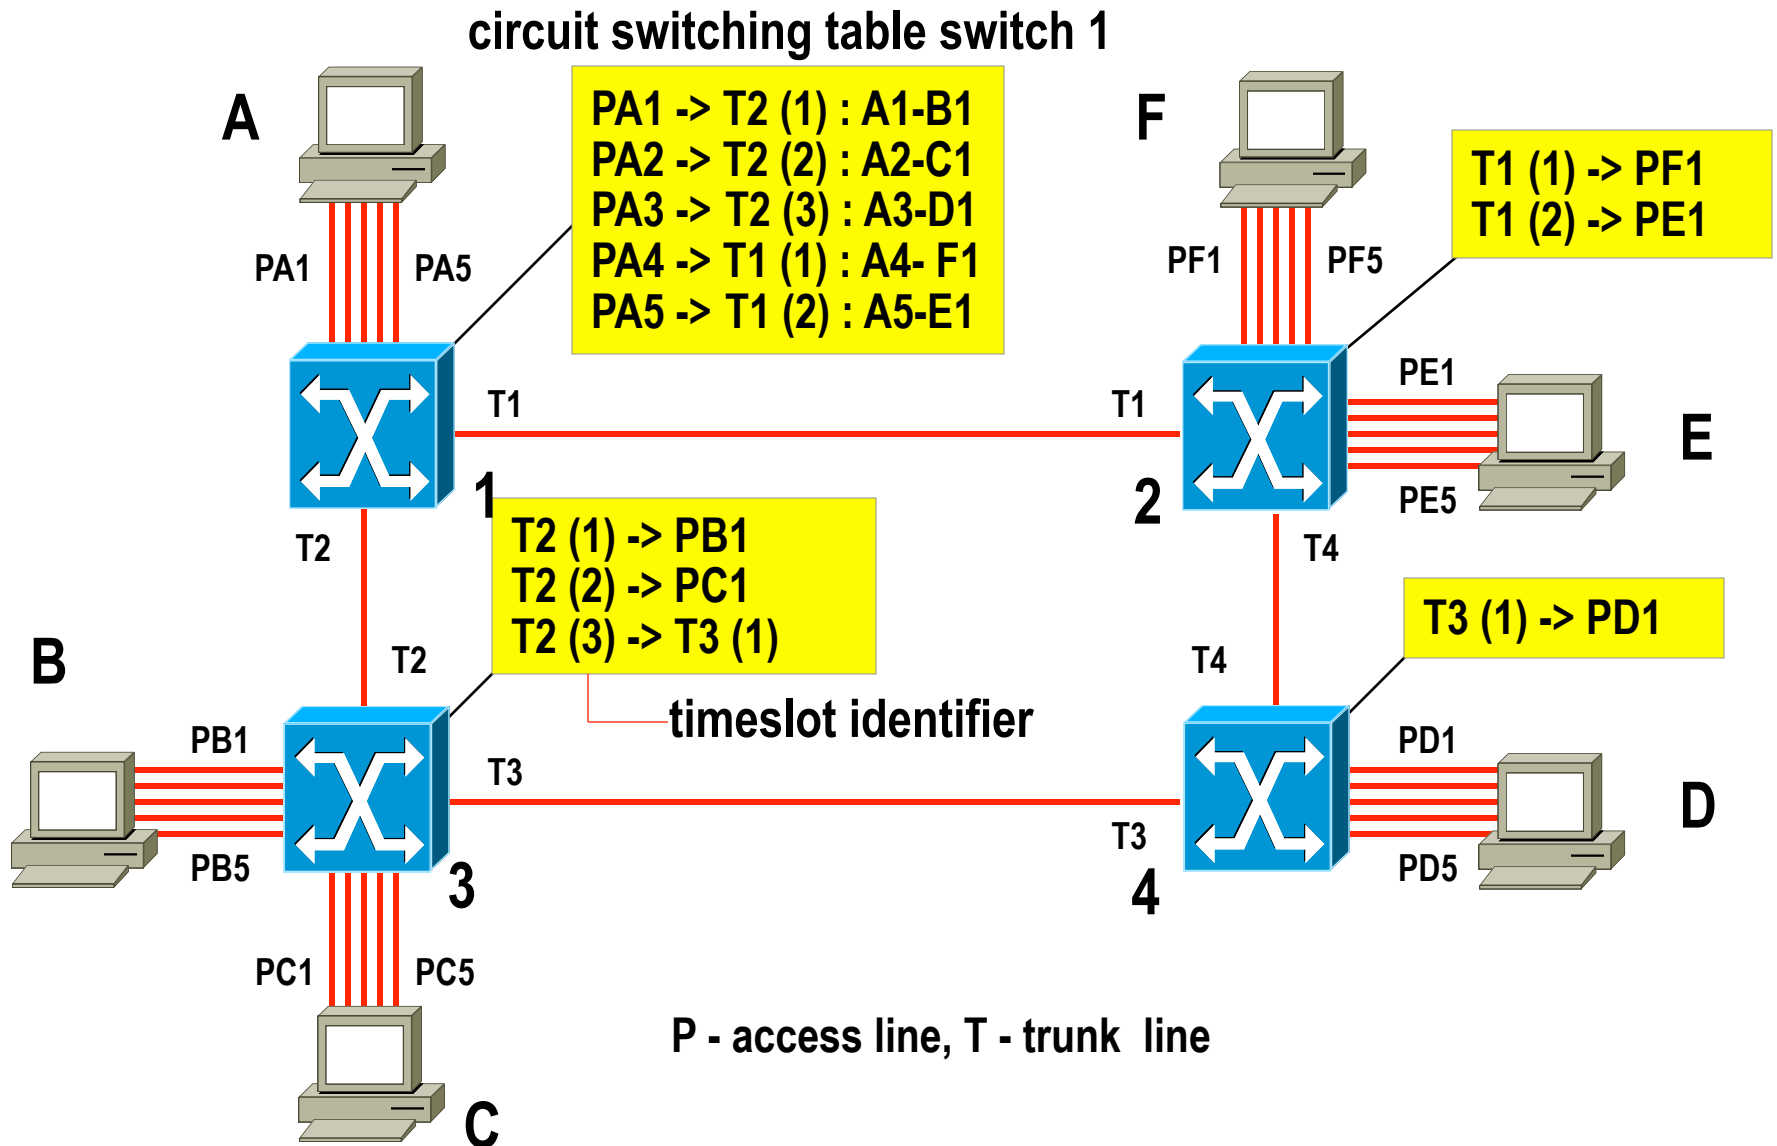 circuit switching table switch 1
A
PA1 -> T2 (1) : A1-B1
PA2 -> T2 (2) : A2-C1
PA3 -> T2 (3) : A3-D1
PA4 -> T1 (1) : A4- F1
PA5 -> T1 (2) : A5-E1
F
T1 (1) -> PF1
T1 (2) -> PE1
PA1
PA5
PF1
PF5
T1
T1
PE1
E
PE5
1
2
T2
T4
T2 (1) -> PB1
T2 (2) -> PC1
T2 (3) -> T3 (1)
T3 (1) -> PD1
B
T2
T4
timeslot identifier
PB1
T3
PD1
D
PB5
T3
PD5
3
4
PC1
PC5
P - access line, T - trunk  line
C